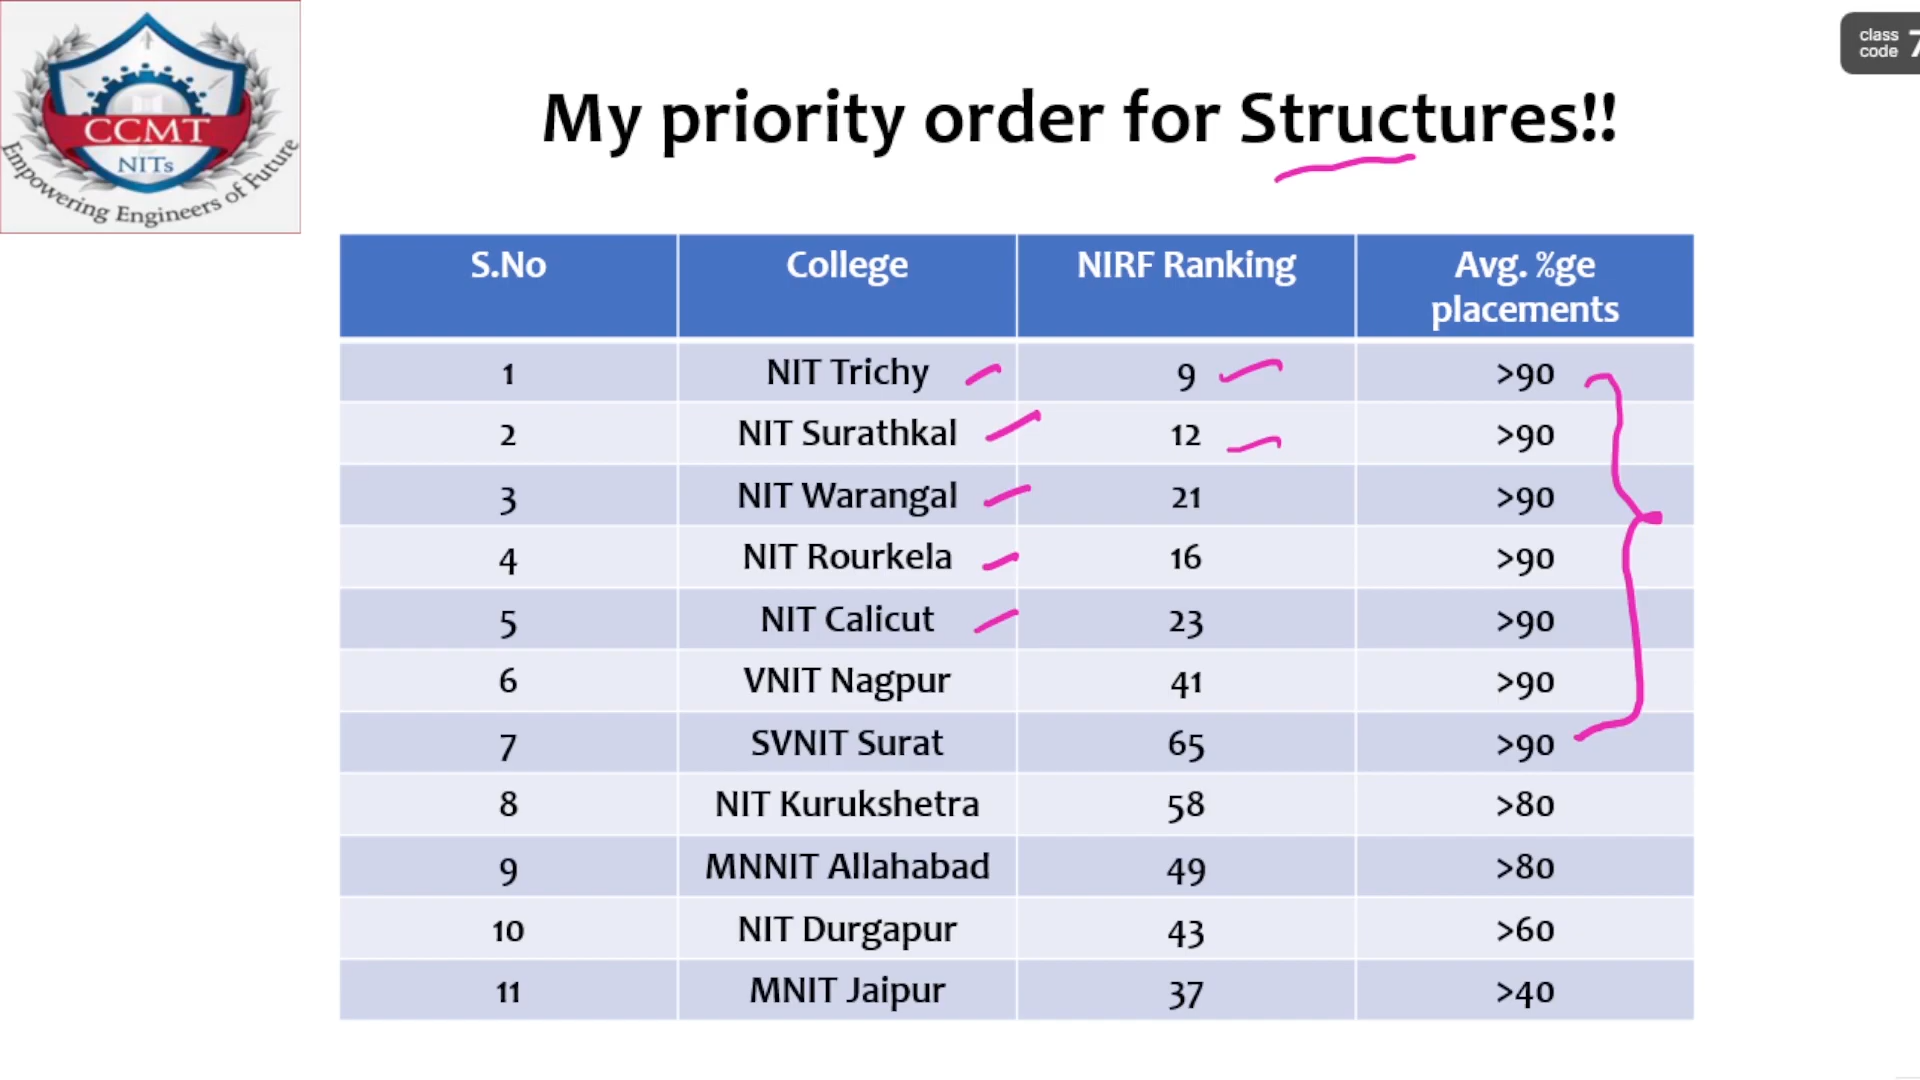 CCMT
NITs
Empowering Engineers of Future
class
code 7
My priority order for Structures!!
S.No College NIRF Ranking Avg. %ge
placements
1 NIT Trichy 9 >90
2 NIT Surathkal 12 >90
3 NIT Warangal 21 >90
4 NIT Rourkela 16 >90
5 NIT Calicut 23 >90
6 VNIT Nagpur 41 >90
7 SVNIT Surat 65 >90
8 NIT Kurukshetra 58 >80
9 MNNIT Allahabad 49 >80
10 NIT Durgapur 43 >60
11 MNIT Jaipur 37 >40